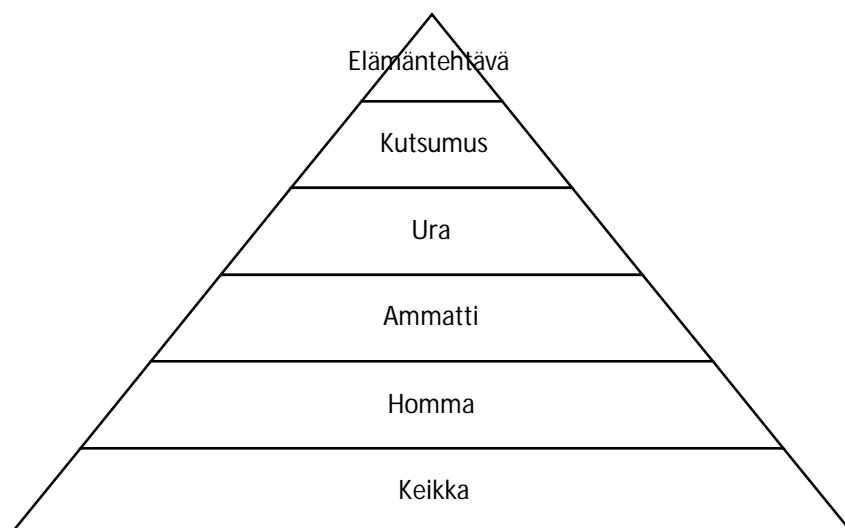 Elämäntehtävä
Kutsumus
Ura
Ammatti
Homma
Keikka